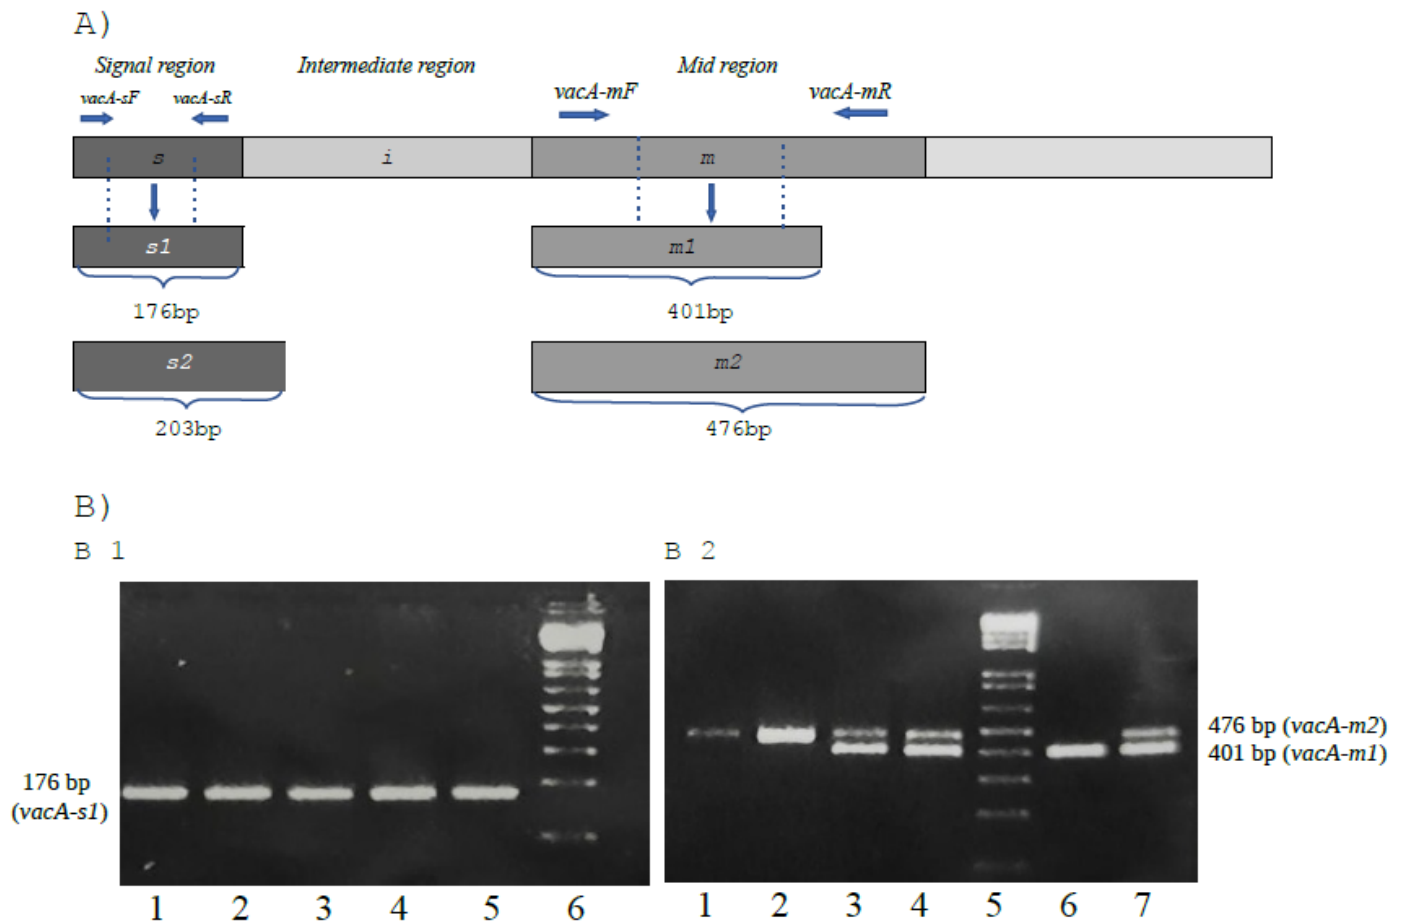 A)
Signal region Intermediate region Mid region
vacA-sF vacA-sR vacA-mF vacA-mR
s i m
s1 m1
176bp 401bp
s2 m2
203bp 476bp
B)
B 1 B 2
476 bp (vacA-m2)
401 bp (vacA-m1)
176 bp
(vacA-s1)
1 2 3 4 5 6 1 2 3 4 5 6 7